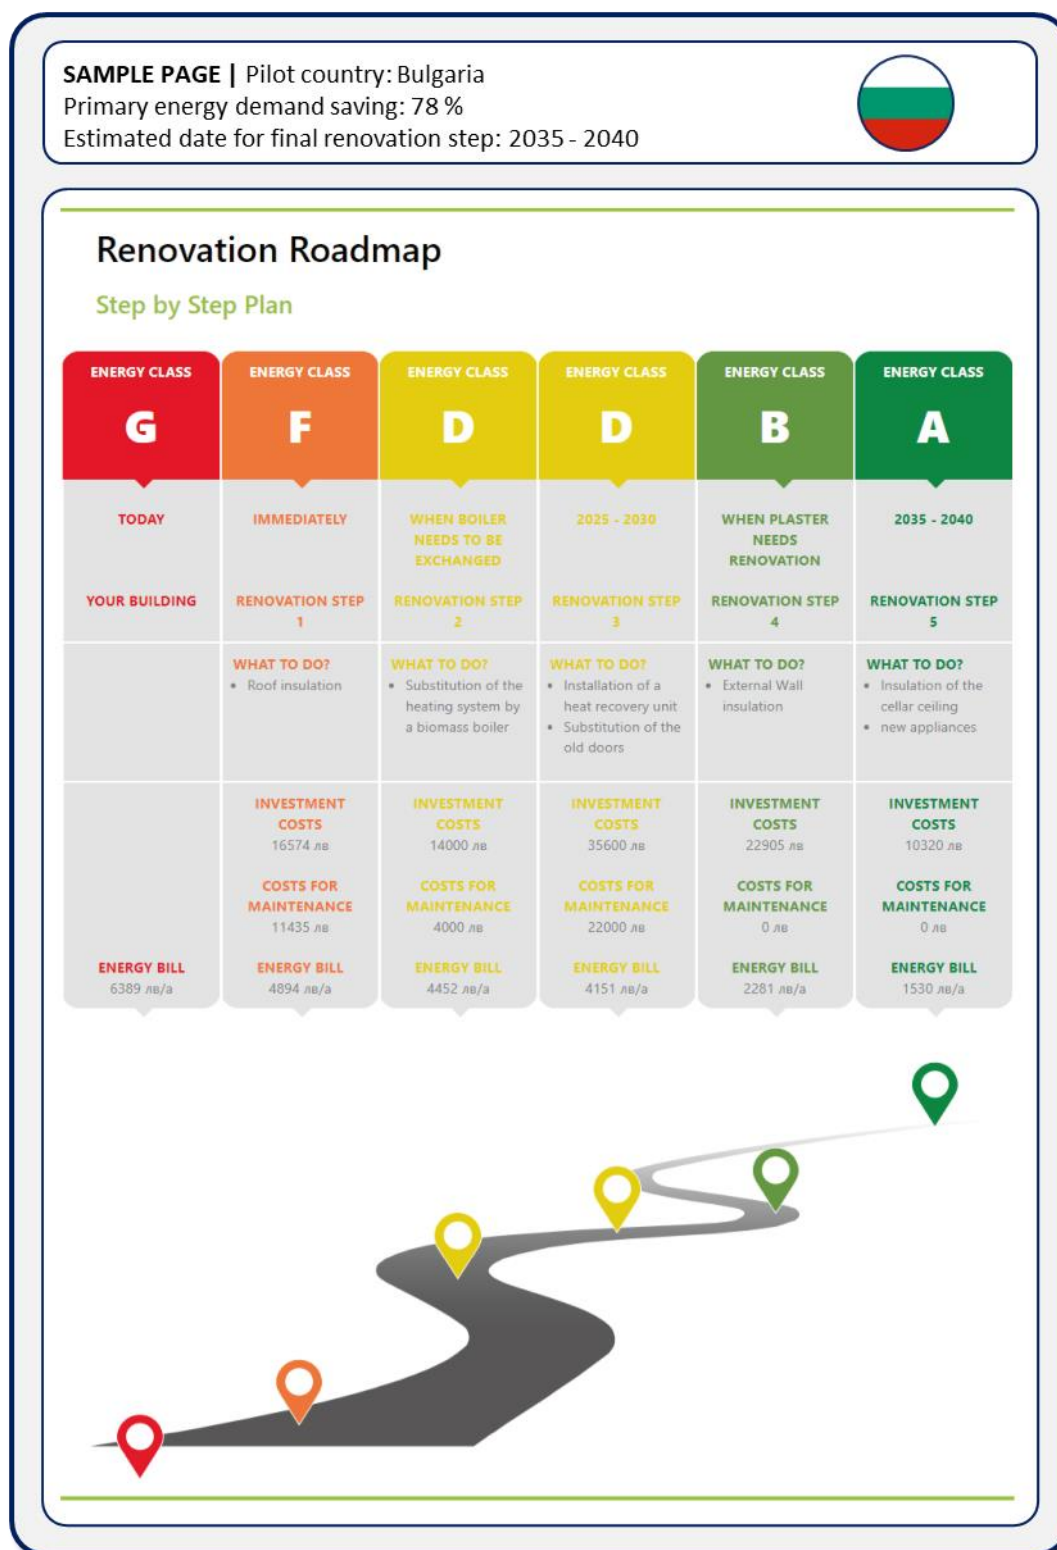 SAMPLE PAGE | Pilot country: Bulgaria
Primary energy demand saving: 78 %
Estimated date for final renovation step: 2035 - 2040
Renovation Roadmap
Step by Step Plan
ENERGY CLASS
G
TODAY
YOUR BUILDING
ENERGY BILL
6389 лв/a
ENERGY CLASS
F
IMMEDIATELY
RENOVATION STEP
1
WHAT TO DO?
• Roof insulation
INVESTMENT
COSTS
16574 лв
COSTS FOR
MAINTENANCE
11435 лв
ENERGY BILL
4894 лв/a
ENERGY CLASS
D
WHEN BOILER
NEEDS TO BE
EXCHANGED
RENOVATION STEP
2
WHAT TO DO?
• Substitution of the
heating system by
a biomass boiler
INVESTMENT
COSTS
14000 лв
COSTS FOR
MAINTENANCE
4000 лв
ENERGY BILL
4452 лв/a
ENERGY CLASS
D
2025 - 2030
RENOVATION STEP
3
WHAT TO DO?
• Installation of a
heat recovery unit
• Substitution of the
old doors
INVESTMENT
COSTS
35600 лв
COSTS FOR
MAINTENANCE
22000 лв
ENERGY BILL
4151 лв/a
ENERGY CLASS
B
WHEN PLASTER
NEEDS
RENOVATION
RENOVATION STEP
4
WHAT TO DO?
• External Wall
insulation
INVESTMENT
COSTS
22905 лв
COSTS FOR
MAINTENANCE
0 лв
ENERGY BILL
2281 лв/a
ENERGY CLASS
A
2035 - 2040
RENOVATION STEP
5
WHAT TO DO?
• Insulation of the
cellar ceiling
• new appliances
INVESTMENT
COSTS
10320 лв
COSTS FOR
MAINTENANCE
0 лв
ENERGY BILL
1530 лв/a